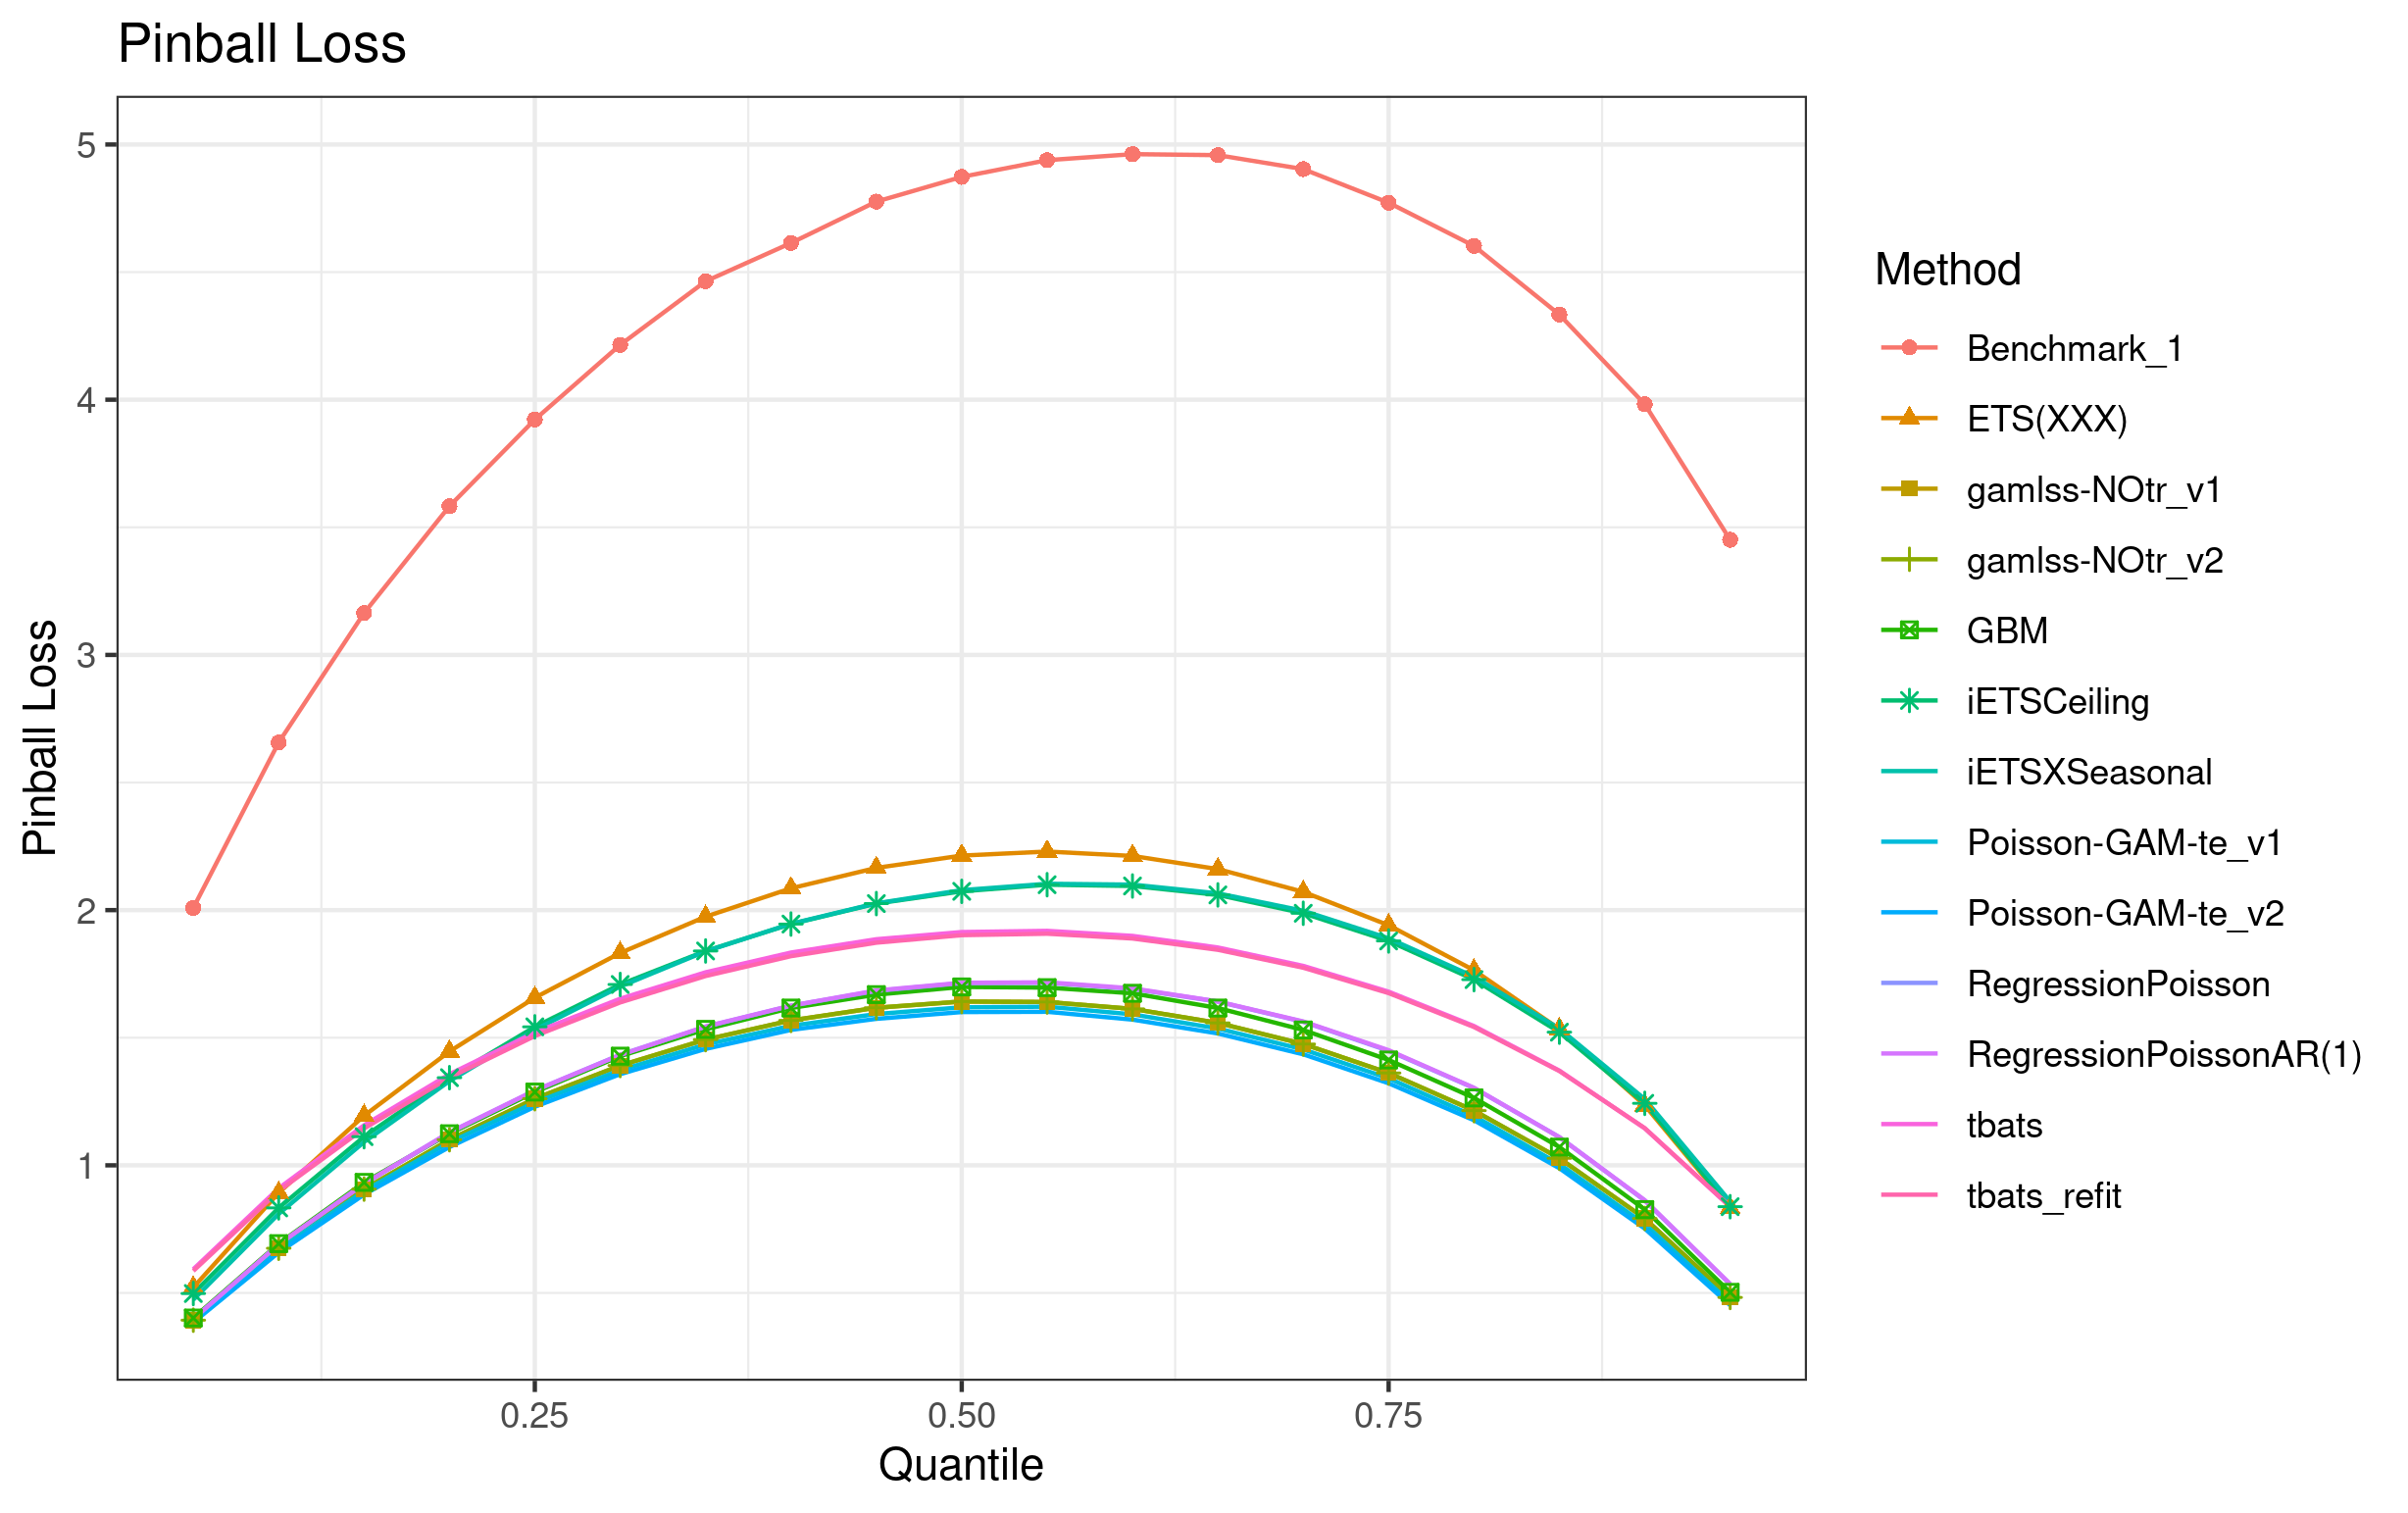 Pinball Loss
Pinball Loss
5
4
3
2
1
0.25
0.50
0.75
Quantile
Method
Benchmark_1
ETS(XXX)
gamlss-NOtr_v1
gamlss-NOtr_v2
GBM
iETSCeiling
iETSXSeasonal
Poisson-GAM-te_v1
Poisson-GAM-te_v2
RegressionPoisson
RegressionPoissonAR(1)
tbats
tbats_refit